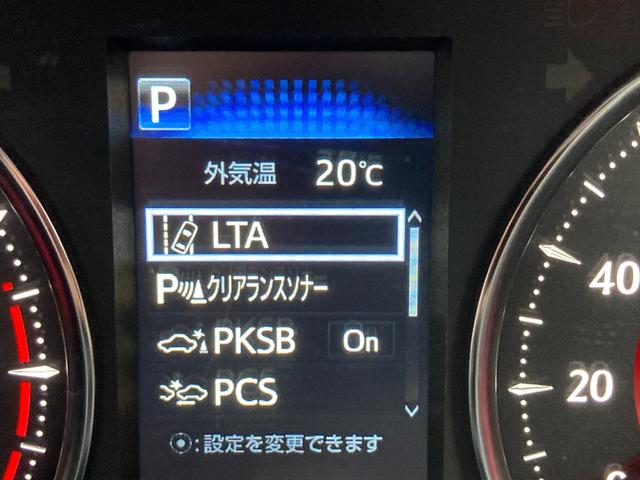 P
外気温 20℃
LTA
Pクリアランスソナー
PKSB On
PCS
:設定を変更できます
40
20